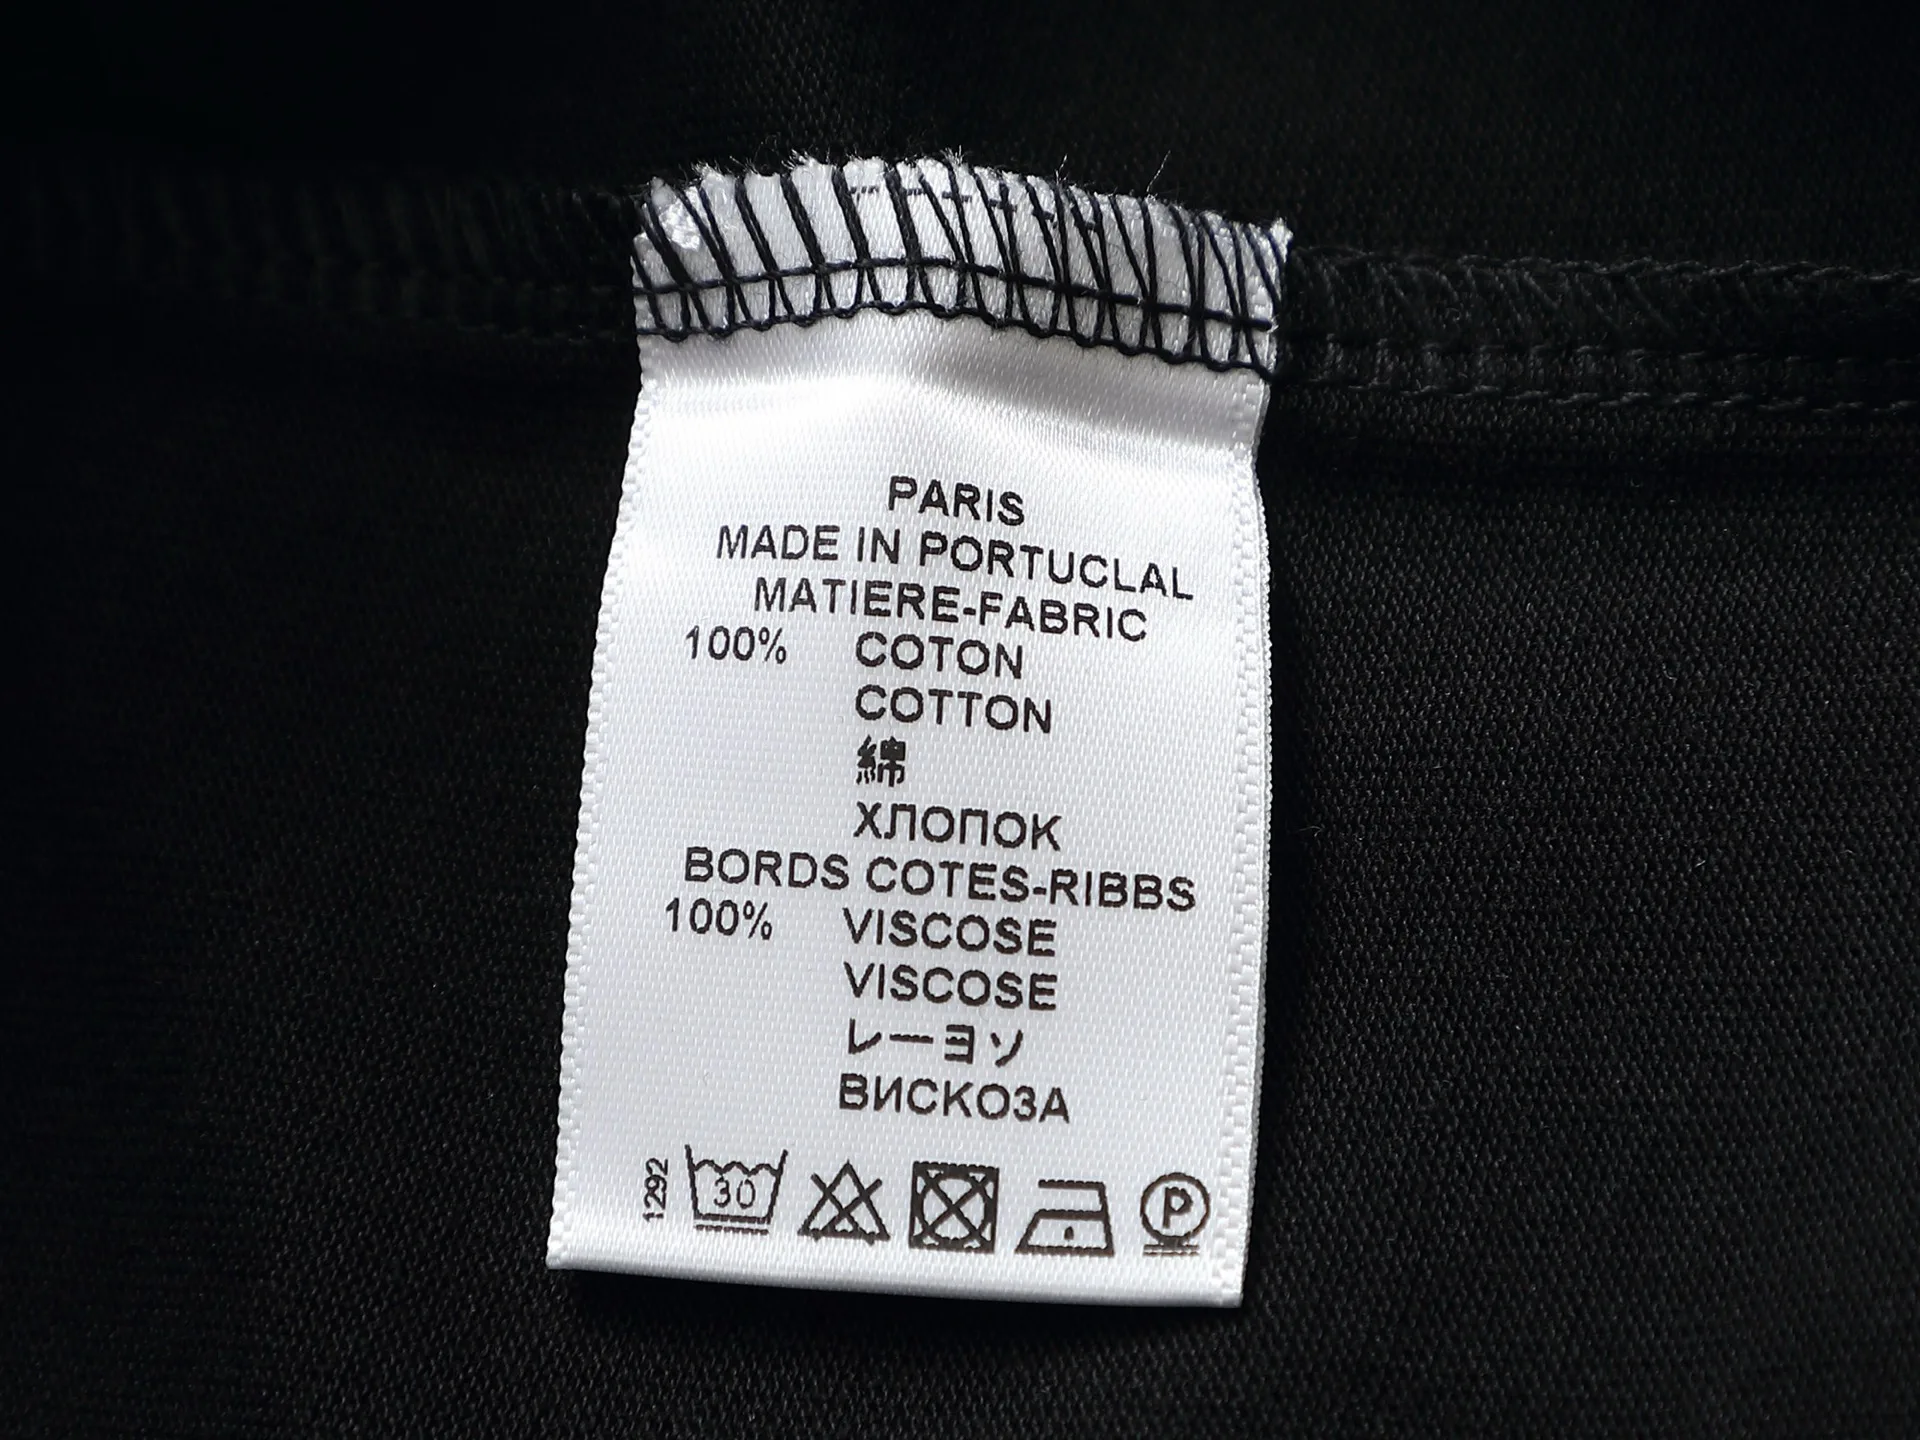 PARIS
MADE IN PORTUCLAL
MATIERE-FABRIC
100% COTON
COTTON
綿
ХЛОПОК
BORDS COTES-RIBBS
100% VISCOSE
VISCOSE
レーヨソ
ВИСКОЗА
1292
30
P